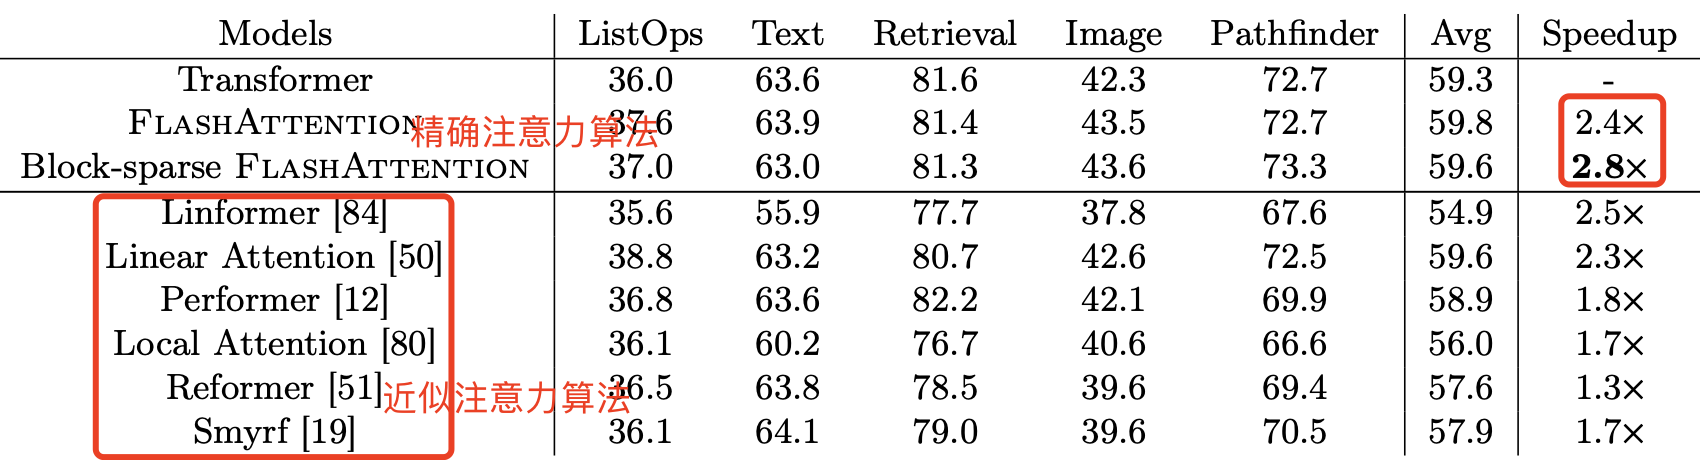 Models ListOps Text Retrieval Image Pathfinder Avg Speedup
Transformer 36.0 63.6 81.6 42.3 72.7 59.3 -
FLASHATTENTION 37.6 63.9 81.4 43.5 72.7 59.8 2.4×
精确注意力算法
Block-sparse FLASHATTENTION 37.0 63.0 81.3 43.6 73.3 59.6 2.8×
Linformer [84] 35.6 55.9 77.7 37.8 67.6 54.9 2.5×
Linear Attention [50] 38.8 63.2 80.7 42.6 72.5 59.6 2.3×
Performer [12] 36.8 63.6 82.2 42.1 69.9 58.9 1.8×
Local Attention [80] 36.1 60.2 76.7 40.6 66.6 56.0 1.7×
Reformer [51] 36.5 63.8 78.5 39.6 69.4 57.6 1.3×
近似注意力算法
Smyrf [19] 36.1 64.1 79.0 39.6 70.5 57.9 1.7×